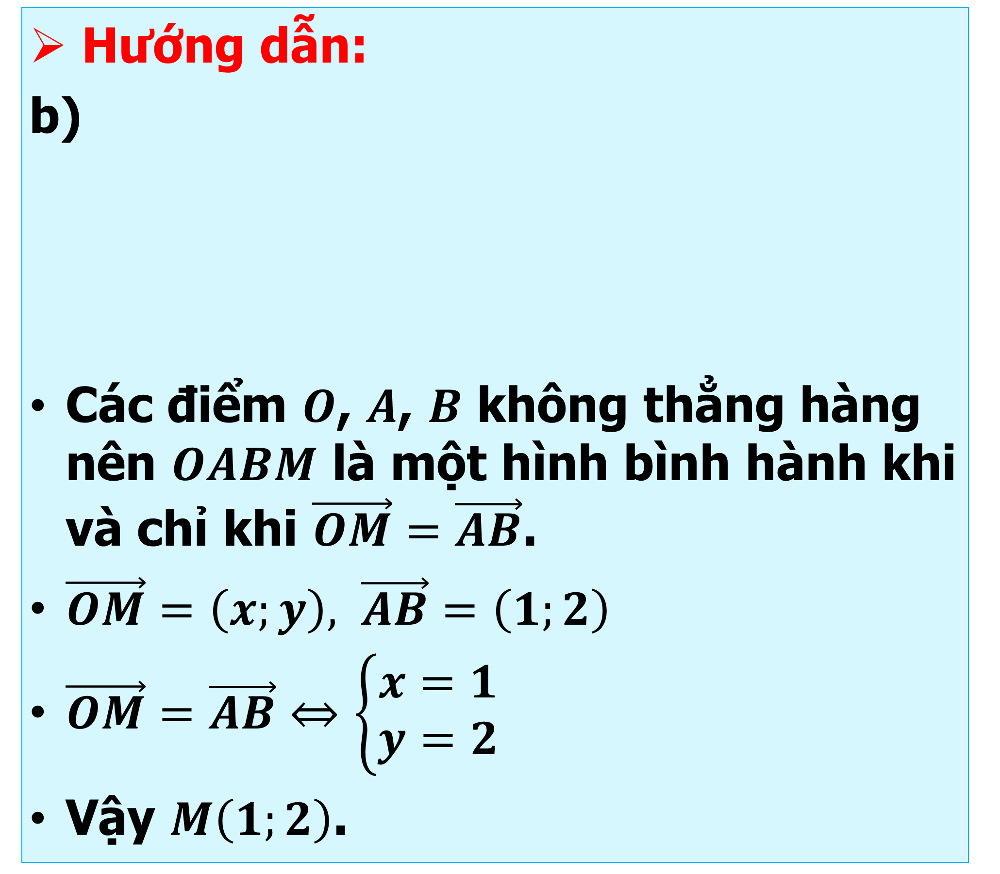 ➢ Hướng dẫn:
b)
• Các điểm O, A, B không thẳng hàng
nên OABM là một hình bình hành khi
và chỉ khi $\overrightarrow{OM} = \overrightarrow{AB}$.
• $\overrightarrow{OM} = (x; y), \overrightarrow{AB} = (1; 2)$
• $\overrightarrow{OM} = \overrightarrow{AB} \Leftrightarrow \begin{cases} x = 1 \\ y = 2 \end{cases}$
• Vậy M(1; 2).